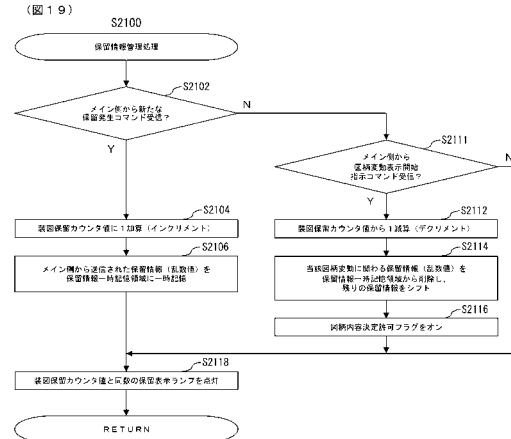 (図19)
S2100
保留情報管理処理
S2102
メイン側から新たな
保留発生コマンド受信?
N
Y
S2111
メイン側から
図柄変動表示開始
指示コマンド受信?
N
Y
S2104
装図保留カウンタ値に1加算(インクリメント)
S2106
メイン側から送信された保留情報(乱数値)を
保留情報一時記憶領域に一時記憶
S2112
装図保留カウンタ値から1減算(デクリメント)
S2114
当該図柄変動に関わる保留情報(乱数値)を
保留情報一時記憶領域から削除し、
残りの保留情報をシフト
S2116
図柄内容決定許可フラグをオン
S2118
装図保留カウンタ値と同数の保留表示ランプを点灯
RETURN